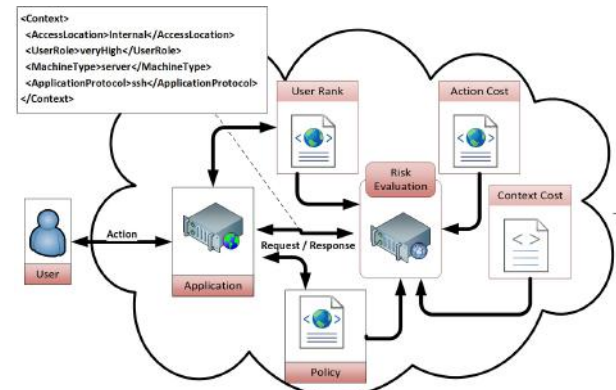 <Context>
<AccessLocation>Internal</AccessLocation>
<UserRole>veryHigh</UserRole>
<MachineType>server</MachineType>
<ApplicationProtocol>ssh</ApplicationProtocol>
</Context>
User Rank
Action Cost
Risk
Evaluation
Context Cost
Action
Request / Response
User
Application
Policy